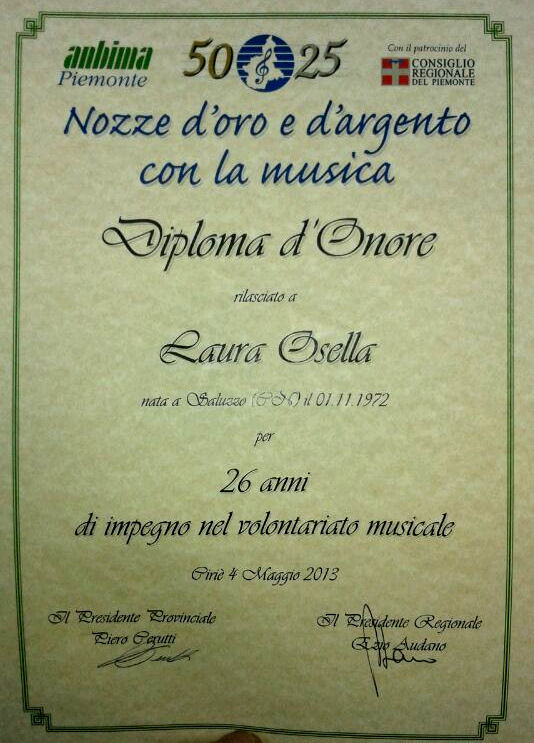 anbima
Piemonte
50 25
Con il patrocinio del
CONSIGLIO
REGIONALE
DEL PIEMONTE
Nozze d'oro e d'argento
con la musica
Diploma d'Onore
rilasciato a
Laura Osella
nata a Saluzzo (CN) il 01.11.1972
per
26 anni
di impegno nel volontariato musicale
Ciriè 4 Maggio 2013
Il Presidente Provinciale
Piero Cerutti
Il Presidente Regionale
Ezio Audano